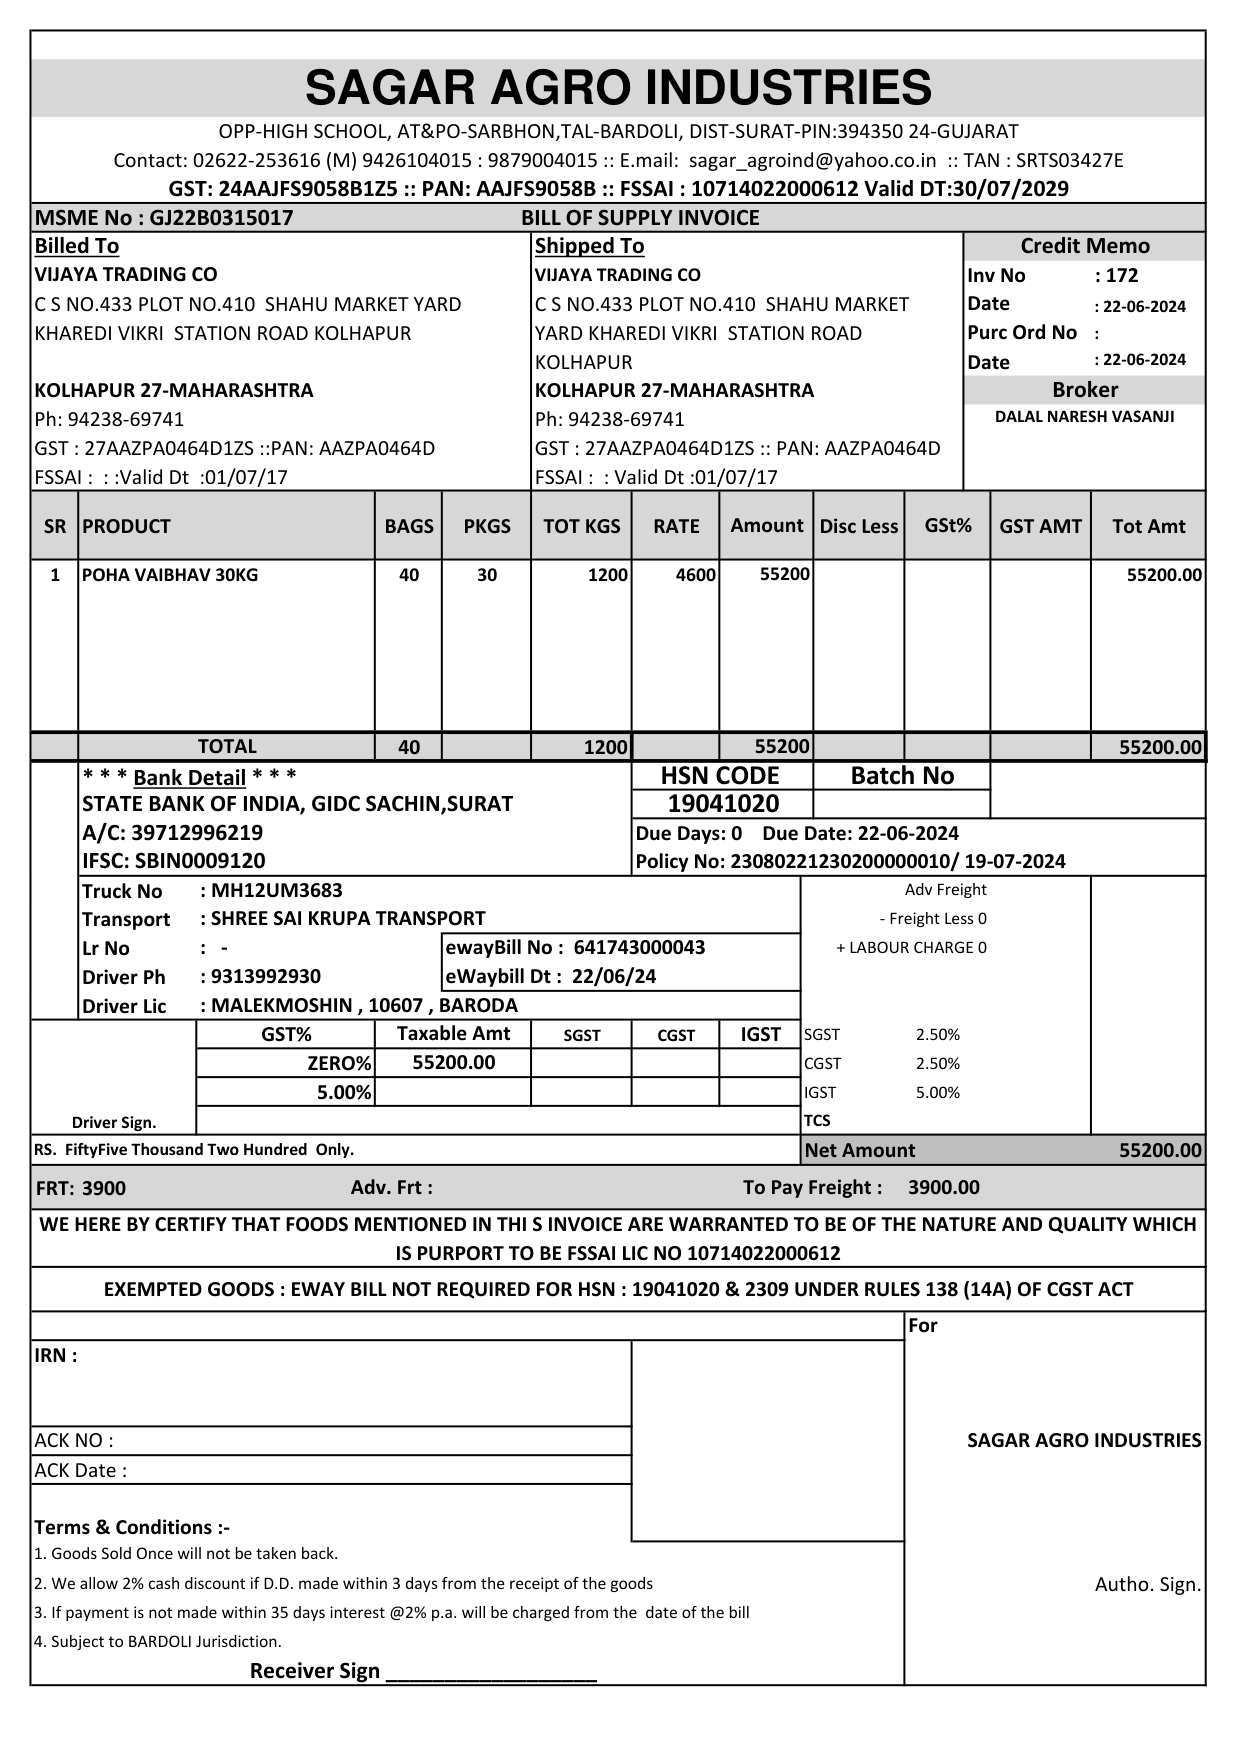 SAGAR AGRO INDUSTRIES
OPP-HIGH SCHOOL, AT&PO-SARBHON,TAL-BARDOLI, DIST-SURAT-PIN:394350 24-GUJARAT
Contact: 02622-253616 (M) 9426104015 : 9879004015 :: E.mail: sagar_agroind@yahoo.co.in :: TAN : SRTS03427E
GST: 24AAJFS9058B1Z5 :: PAN: AAJFS9058B :: FSSAI : 10714022000612 Valid DT:30/07/2029
MSME No : GJ22B0315017 BILL OF SUPPLY INVOICE
Billed To
VIJAYA TRADING CO
C S NO.433 PLOT NO.410 SHAHU MARKET YARD
KHAREDI VIKRI STATION ROAD KOLHAPUR
KOLHAPUR 27-MAHARASHTRA
Ph: 94238-69741
GST : 27AAZPA0464D1ZS ::PAN: AAZPA0464D
FSSAI : : :Valid Dt :01/07/17
Shipped To
VIJAYA TRADING CO
C S NO.433 PLOT NO.410 SHAHU MARKET
YARD KHAREDI VIKRI STATION ROAD
KOLHAPUR
KOLHAPUR 27-MAHARASHTRA
Ph: 94238-69741
GST : 27AAZPA0464D1ZS :: PAN: AAZPA0464D
FSSAI : : Valid Dt :01/07/17
Credit Memo
Inv No : 172
Date : 22-06-2024
Purc Ord No :
Date : 22-06-2024
Broker
DALAL NARESH VASANJI
SR PRODUCT BAGS PKGS TOT KGS RATE Amount Disc Less GSt% GST AMT Tot Amt
1 POHA VAIBHAV 30KG 40 30 1200 4600 55200 55200.00
TOTAL 40 1200 55200 55200.00
* * * Bank Detail * * *
STATE BANK OF INDIA, GIDC SACHIN,SURAT
A/C: 39712996219
IFSC: SBIN0009120
HSN CODE Batch No
19041020
Due Days: 0 Due Date: 22-06-2024
Policy No: 23080221230200000010/ 19-07-2024
Truck No : MH12UM3683
Transport : SHREE SAI KRUPA TRANSPORT
Lr No : -
Driver Ph : 9313992930
Driver Lic : MALEKMOSHIN , 10607 , BARODA
ewayBill No : 641743000043
eWaybill Dt : 22/06/24
Adv Freight
- Freight Less 0
+ LABOUR CHARGE 0
GST% Taxable Amt SGST CGST IGST
ZERO% 55200.00
5.00%
Driver Sign.
SGST 2.50%
CGST 2.50%
IGST 5.00%
TCS
RS. FiftyFive Thousand Two Hundred Only.
Net Amount 55200.00
FRT: 3900 Adv. Frt : To Pay Freight : 3900.00
WE HERE BY CERTIFY THAT FOODS MENTIONED IN THI S INVOICE ARE WARRANTED TO BE OF THE NATURE AND QUALITY WHICH
IS PURPORT TO BE FSSAI LIC NO 10714022000612
EXEMPTED GOODS : EWAY BILL NOT REQUIRED FOR HSN : 19041020 & 2309 UNDER RULES 138 (14A) OF CGST ACT
For
IRN :
ACK NO :
SAGAR AGRO INDUSTRIES
ACK Date :
Terms & Conditions :-
1. Goods Sold Once will not be taken back.
2. We allow 2% cash discount if D.D. made within 3 days from the receipt of the goods
Autho. Sign.
3. If payment is not made within 35 days interest @2% p.a. will be charged from the date of the bill
4. Subject to BARDOLI Jurisdiction.
Receiver Sign ___________________